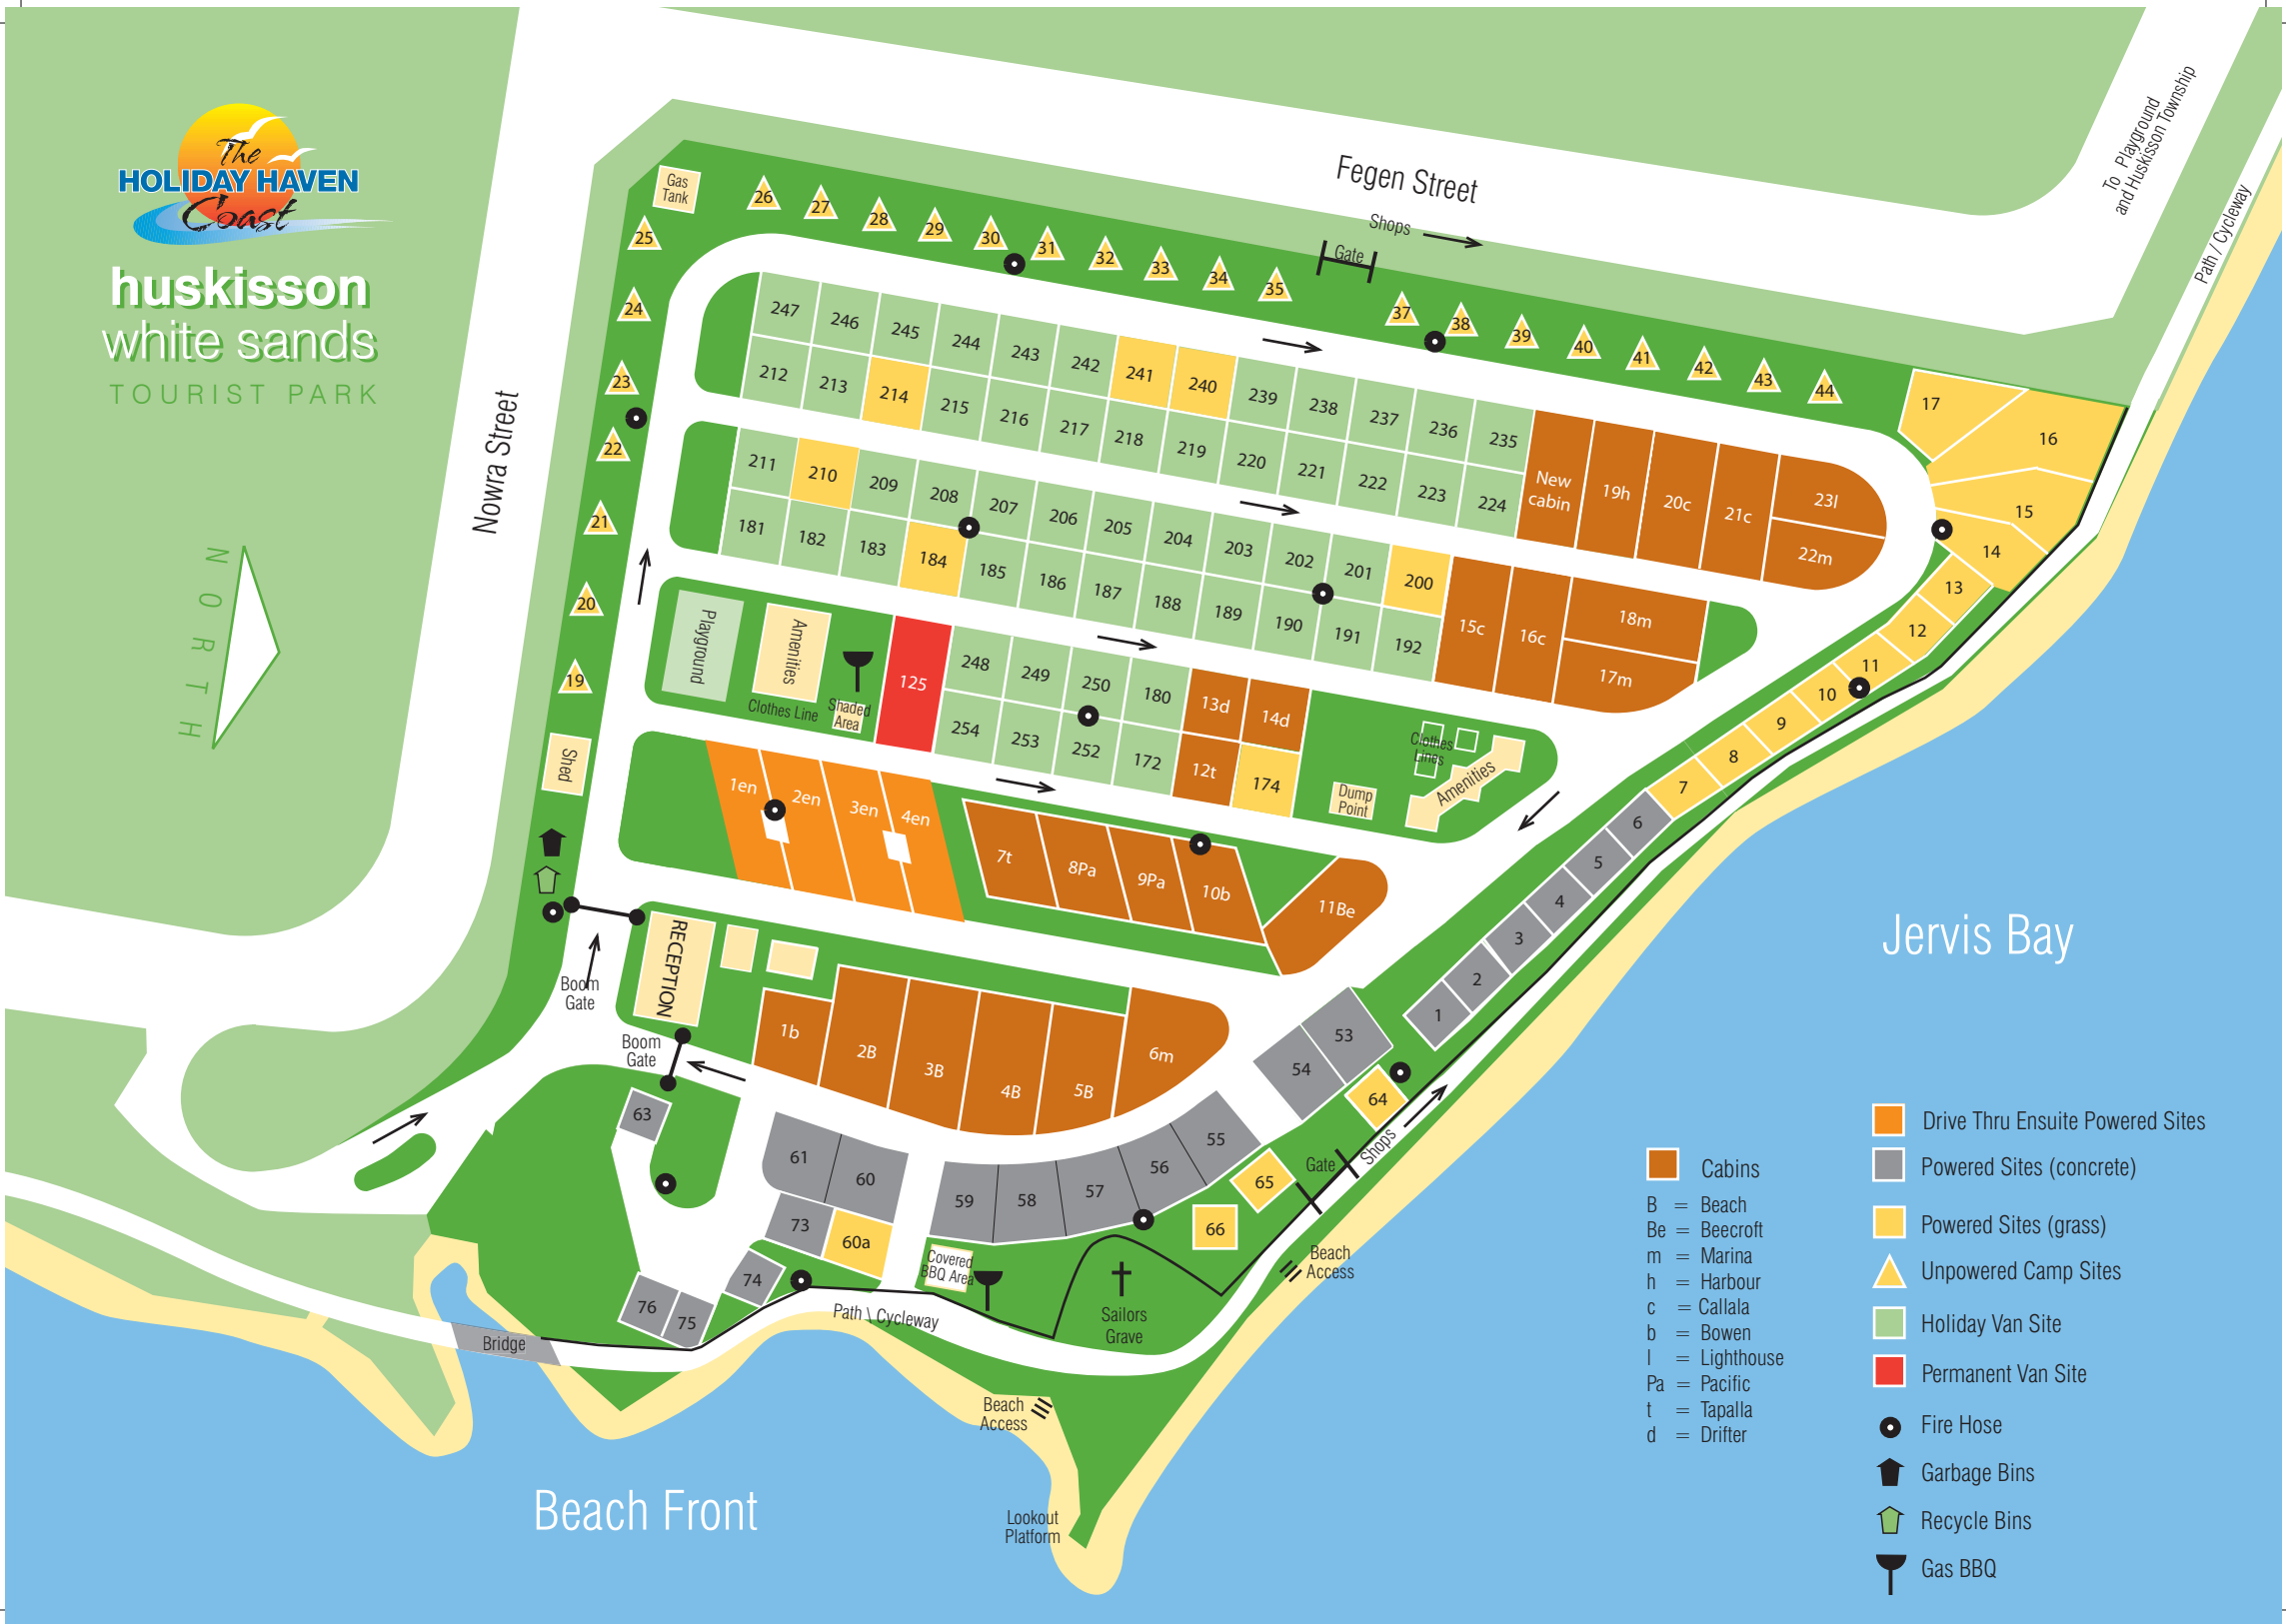 The
HOLIDAY HAVEN
Coast
huskisson
white sands
TOURIST PARK
NORTH
Nowra Street
Fegen Street
Shops
Gate
To Playground
and Huskisson Township
Path / Cycleway
Gas
Tank
26
27
28
29
30
31
32
33
34
35
37
38
39
40
41
42
43
44
25
24
23
22
21
20
19
17
16
15
14
13
12
11
10
9
8
7
6
5
4
3
2
1
247
246
245
244
243
242
241
240
239
238
237
236
235
212
213
214
215
216
217
218
219
220
221
222
223
224
New
cabin
19h
20c
21c
23l
22m
211
210
209
208
207
206
205
204
203
202
201
200
181
182
183
184
185
186
187
188
189
190
191
192
15c
16c
18m
17m
Playground
Amenities
Clothes Line
Shaded
Area
125
248
249
250
180
13d
14d
254
253
252
172
12t
174
Clothes
Lines
Amenities
Dump
Point
Shed
1en
2en
3en
4en
7t
8Pa
9Pa
10b
11Be
RECEPTION
Boom
Gate
Boom
Gate
1b
2B
3B
4B
5B
6m
53
54
55
56
57
58
59
60
61
63
64
65
66
73
60a
74
76
75
Gate
Shops
Covered
BBQ Area
Sailors
Grave
Beach
Access
Path \ Cycleway
Bridge
Beach
Access
Lookout
Platform
Beach Front
Jervis Bay
Cabins
B = Beach
Be = Beecroft
m = Marina
h = Harbour
c = Callala
b = Bowen
l = Lighthouse
Pa = Pacific
t = Tapalla
d = Drifter
Drive Thru Ensuite Powered Sites
Powered Sites (concrete)
Powered Sites (grass)
Unpowered Camp Sites
Holiday Van Site
Permanent Van Site
Fire Hose
Garbage Bins
Recycle Bins
Gas BBQ